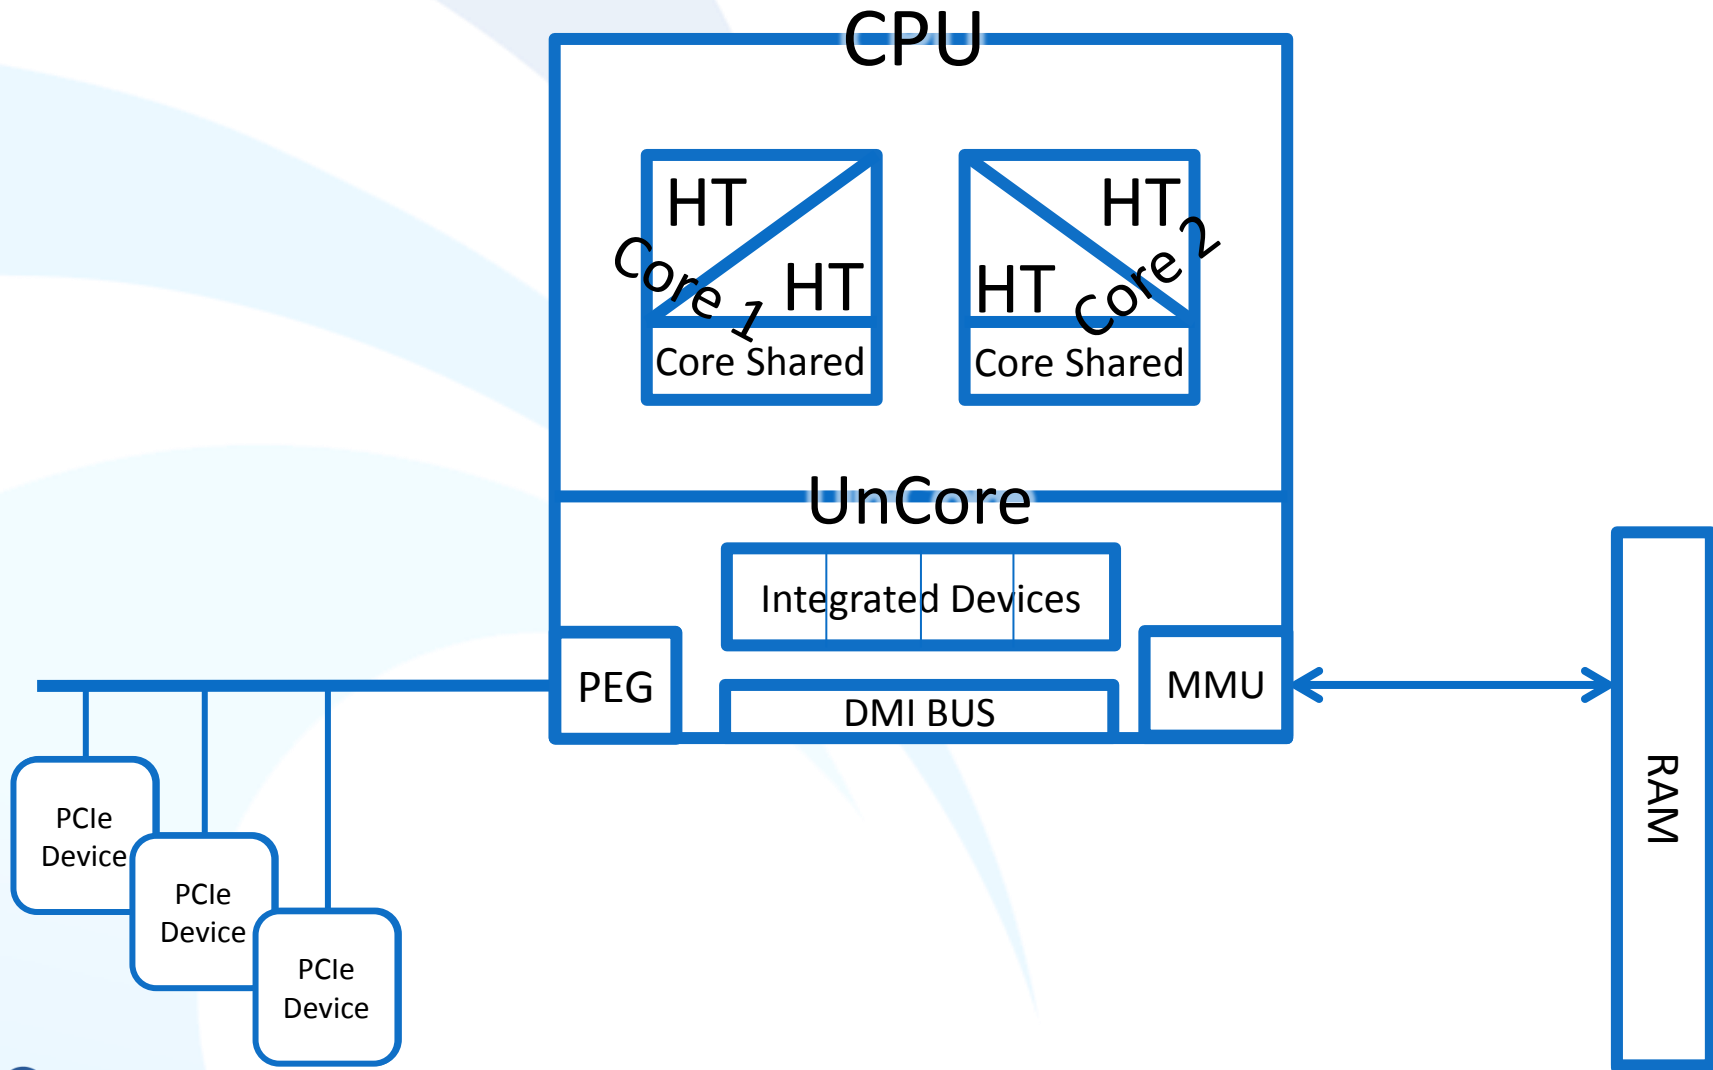 CPU
HT
HT
Core 1
Core Shared
HT
HT
Core 2
Core Shared
UnCore
Integrated Devices
PEG
DMI BUS
MMU
RAM
PCIe
Device
PCIe
Device
PCIe
Device